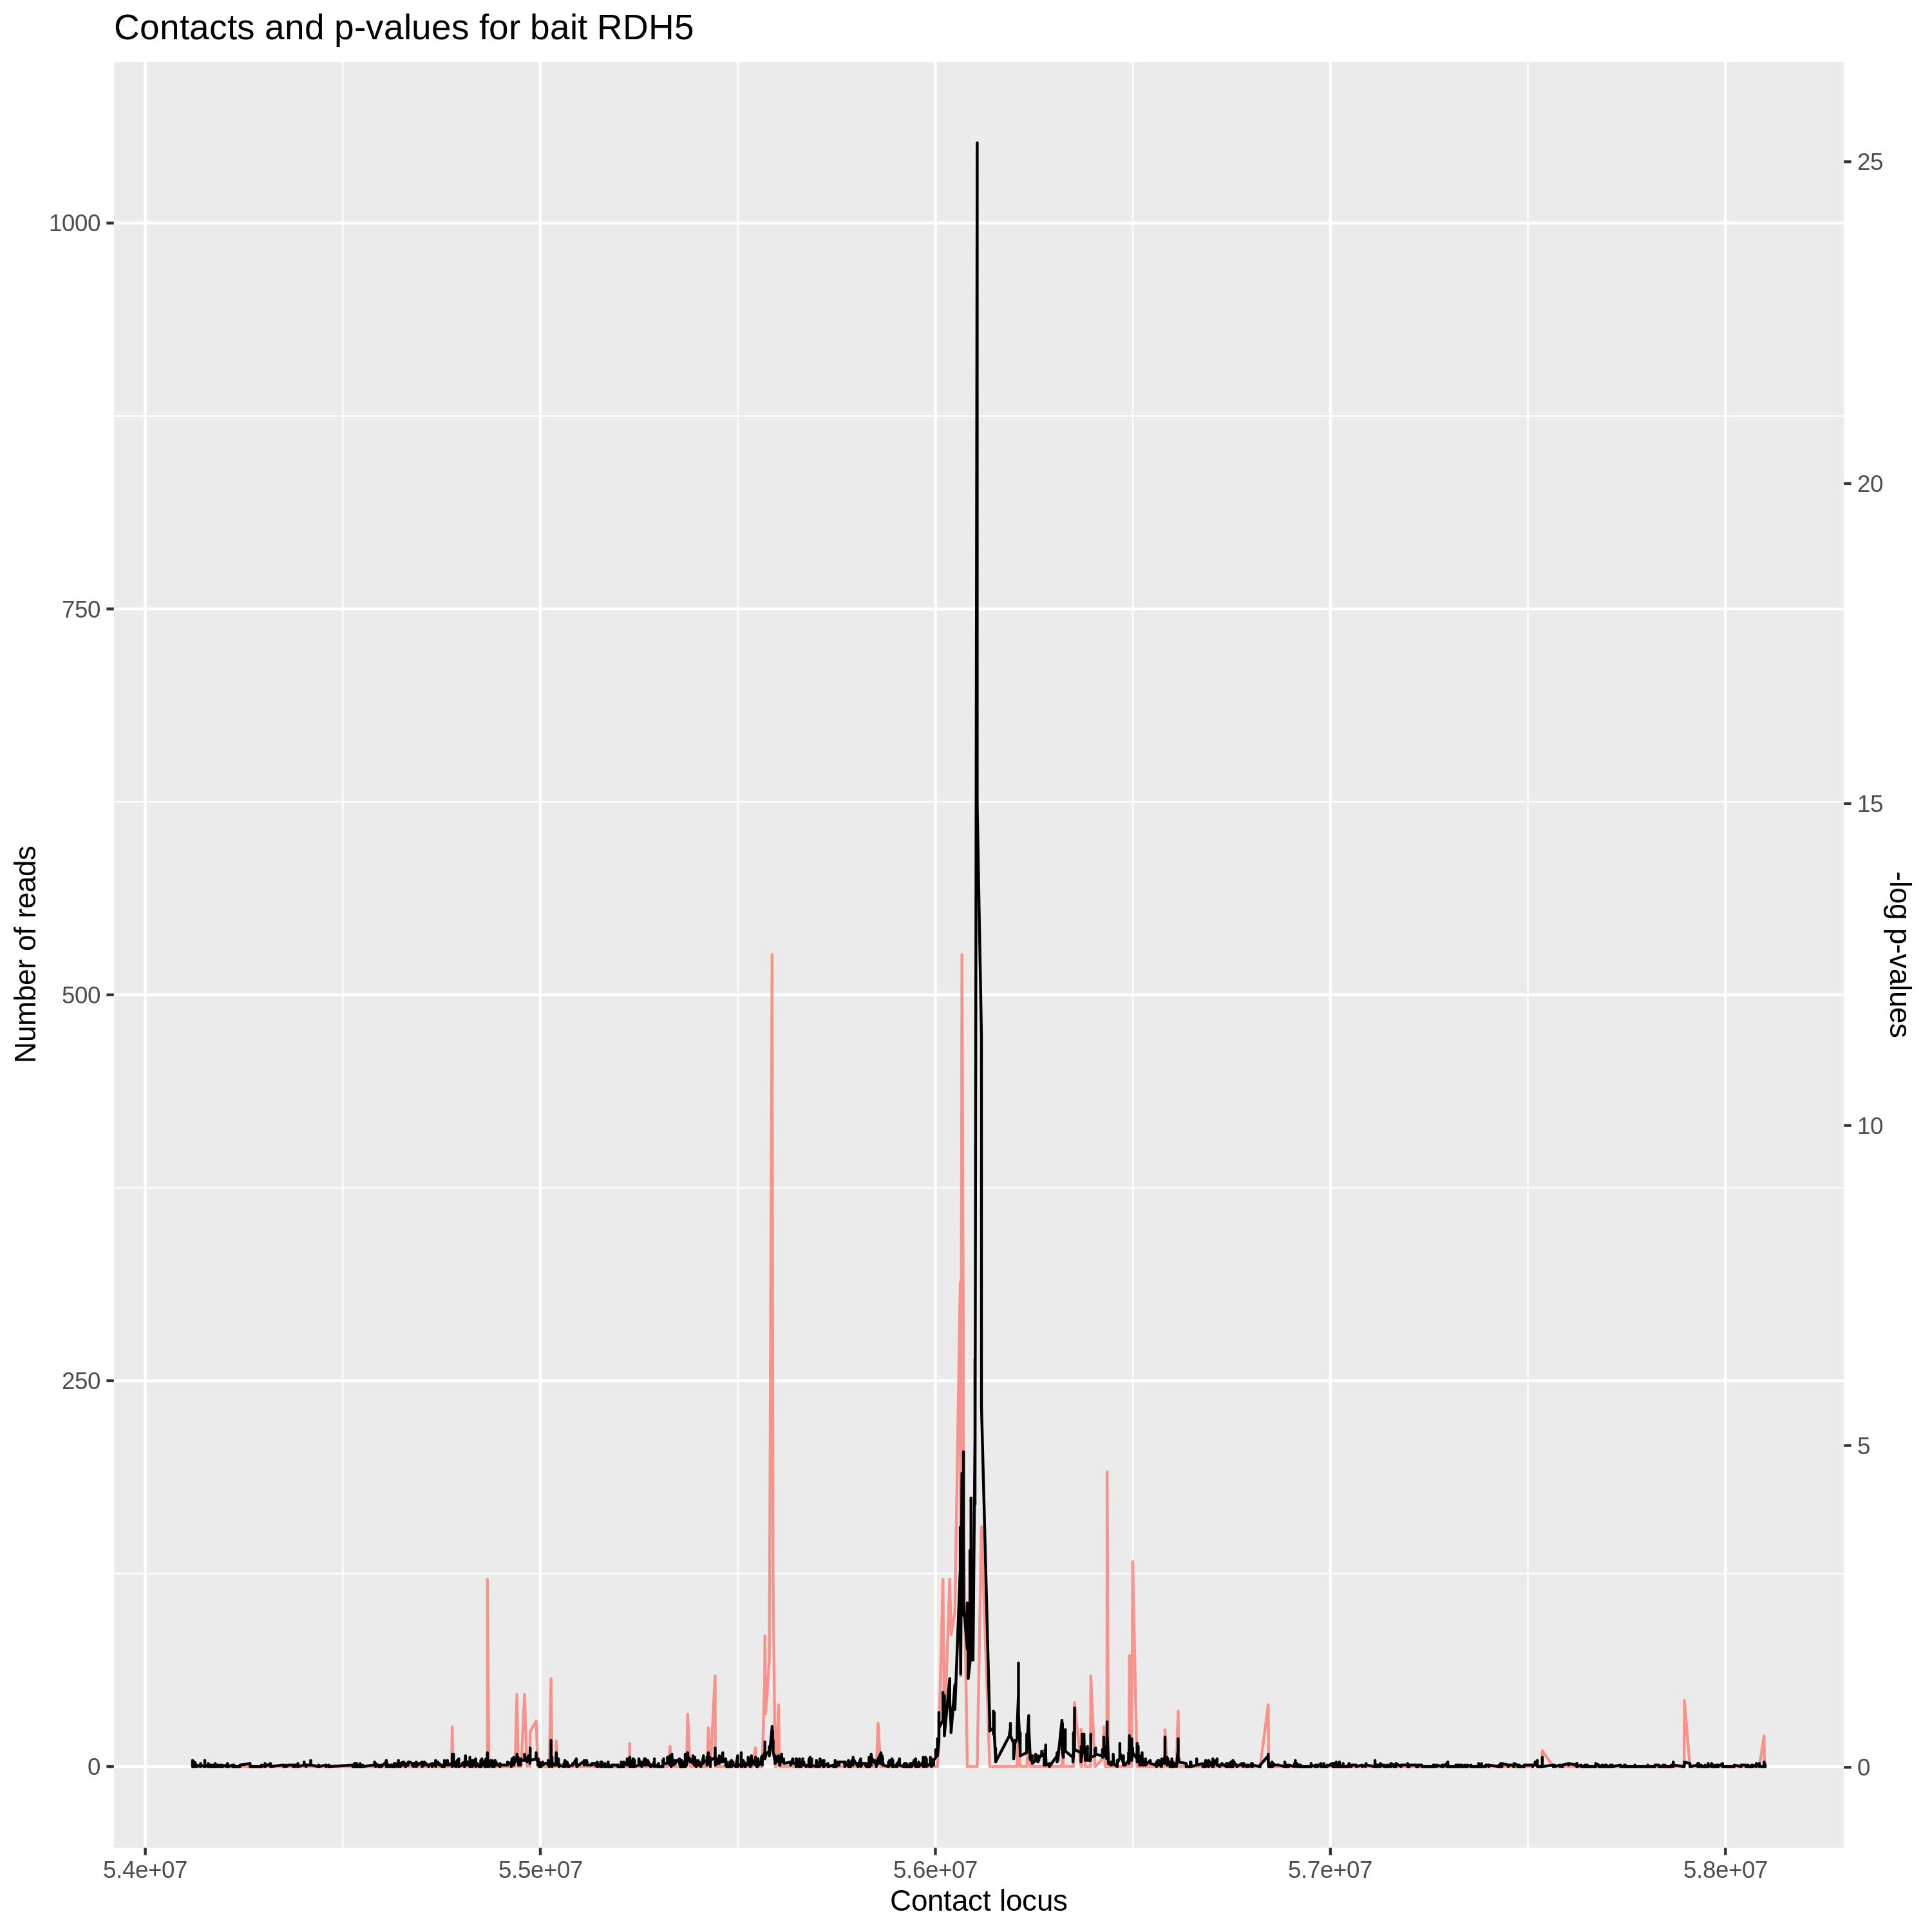 Contacts and p-values for bait RDH5
Number of reads
1000
750
500
250
0
25
20
15
10
5
0
-log p-values
5.4e+07
5.5e+07
5.6e+07
5.7e+07
5.8e+07
Contact locus